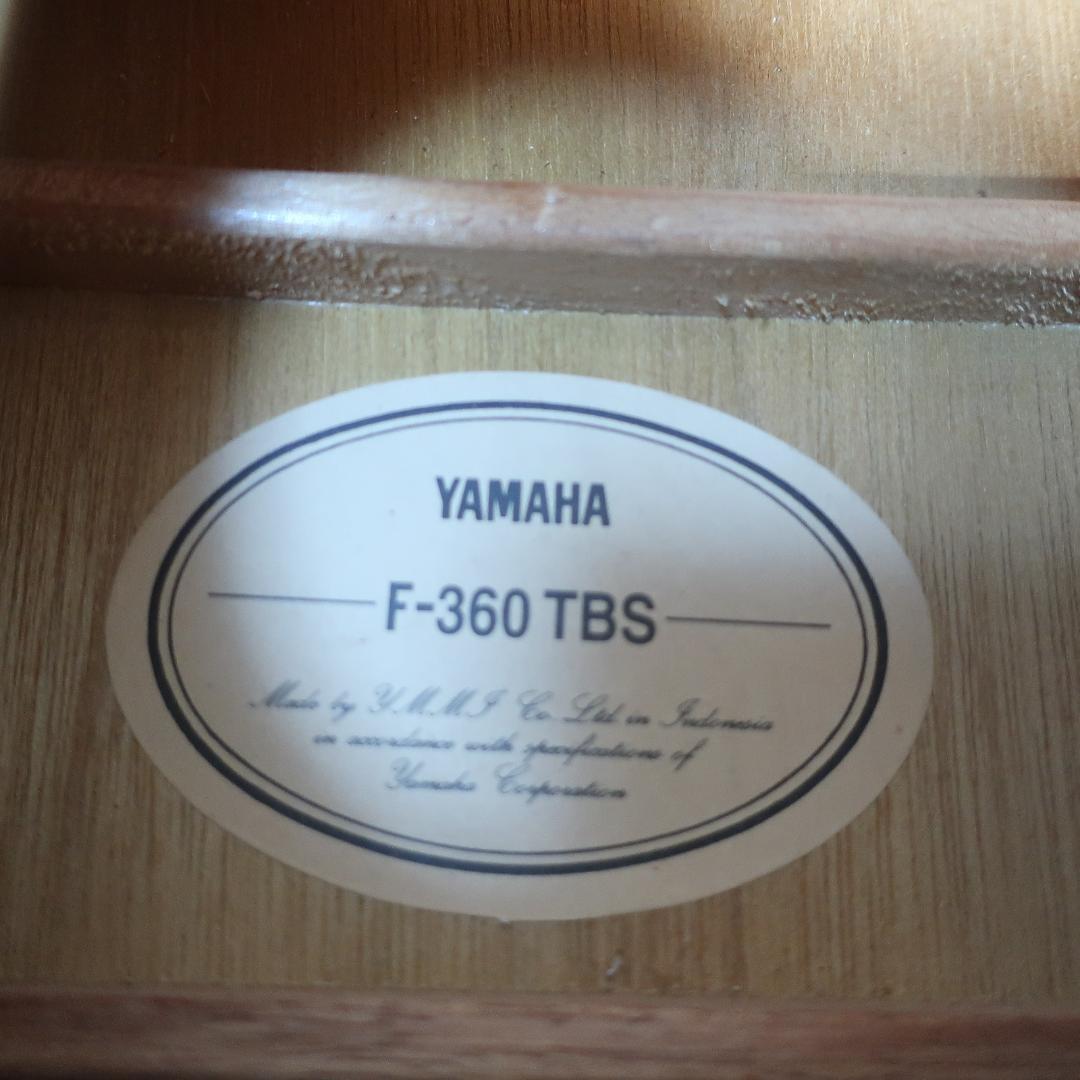 YAMAHA
F-360 TBS
Made by Y.M.M.I Co. Ltd. in Indonesia
in accordance with specifications of
Yamaha Corporation